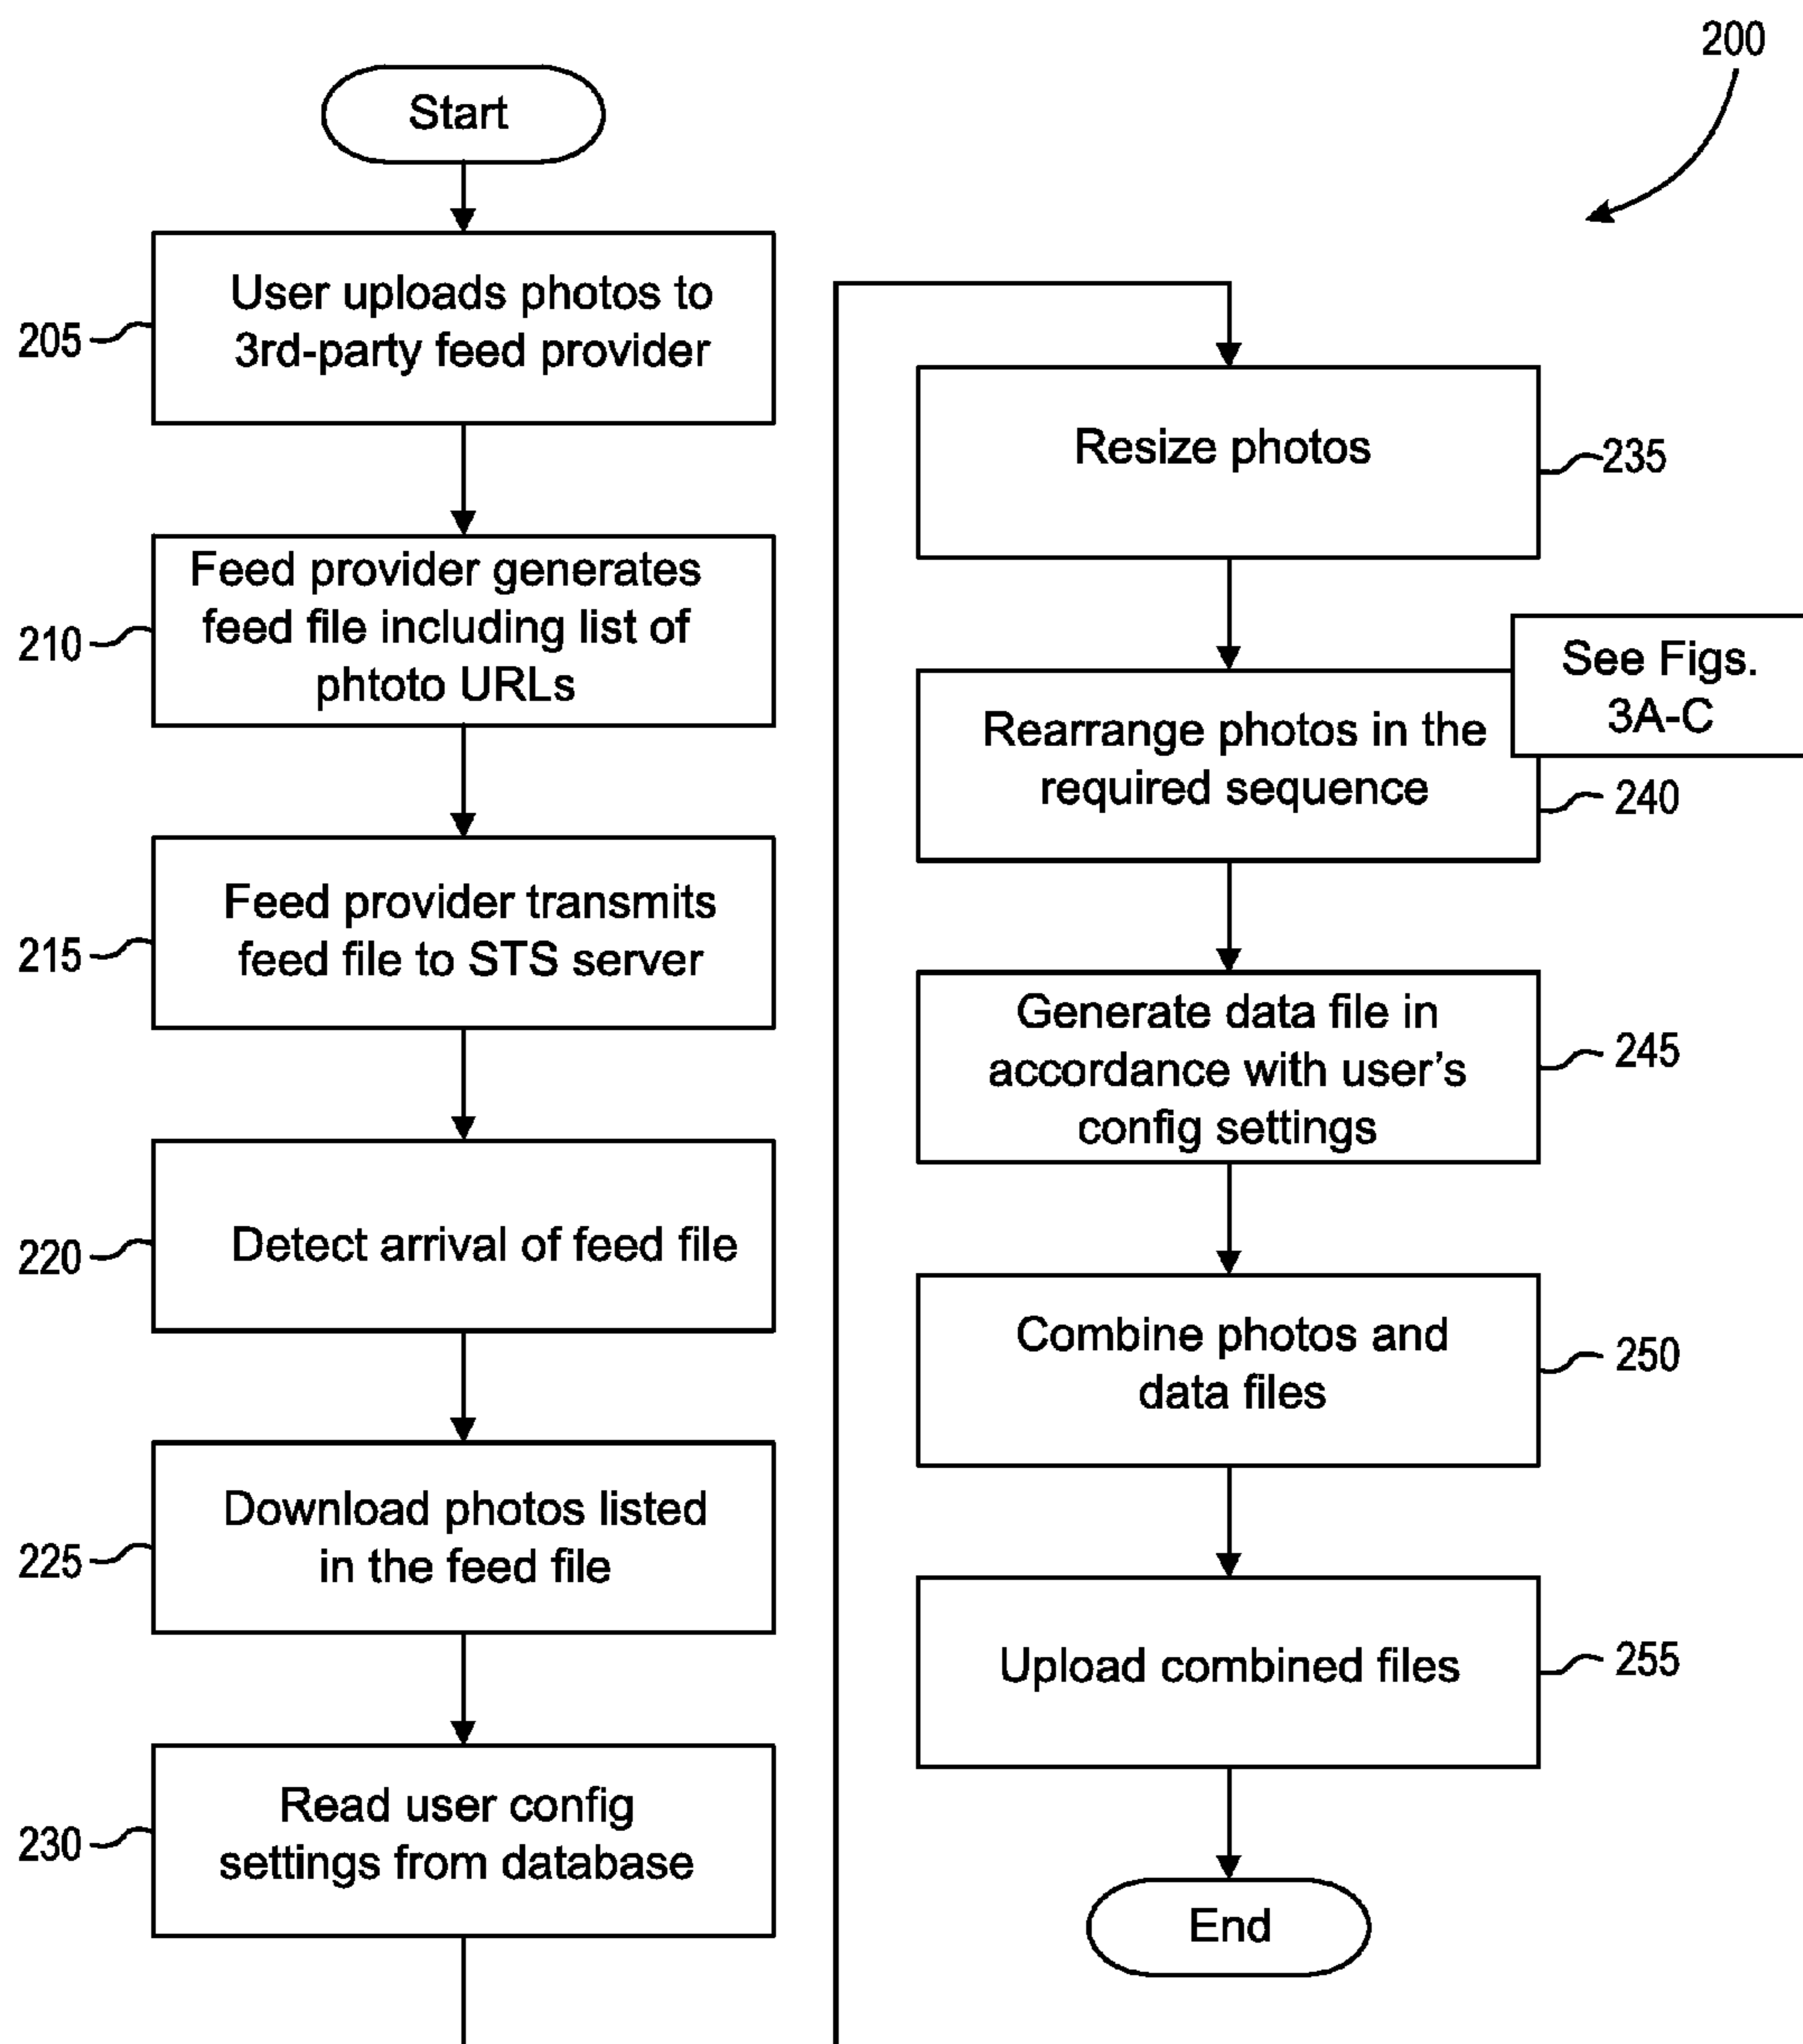 200
Start
205
User uploads photos to
3rd-party feed provider
210
Feed provider generates
feed file including list of
phtoto URLs
215
Feed provider transmits
feed file to STS server
220
Detect arrival of feed file
225
Download photos listed
in the feed file
230
Read user config
settings from database
Resize photos
235
See Figs.
3A-C
Rearrange photos in the
required sequence
240
Generate data file in
accordance with user’s
config settings
245
Combine photos and
data files
250
Upload combined files
255
End